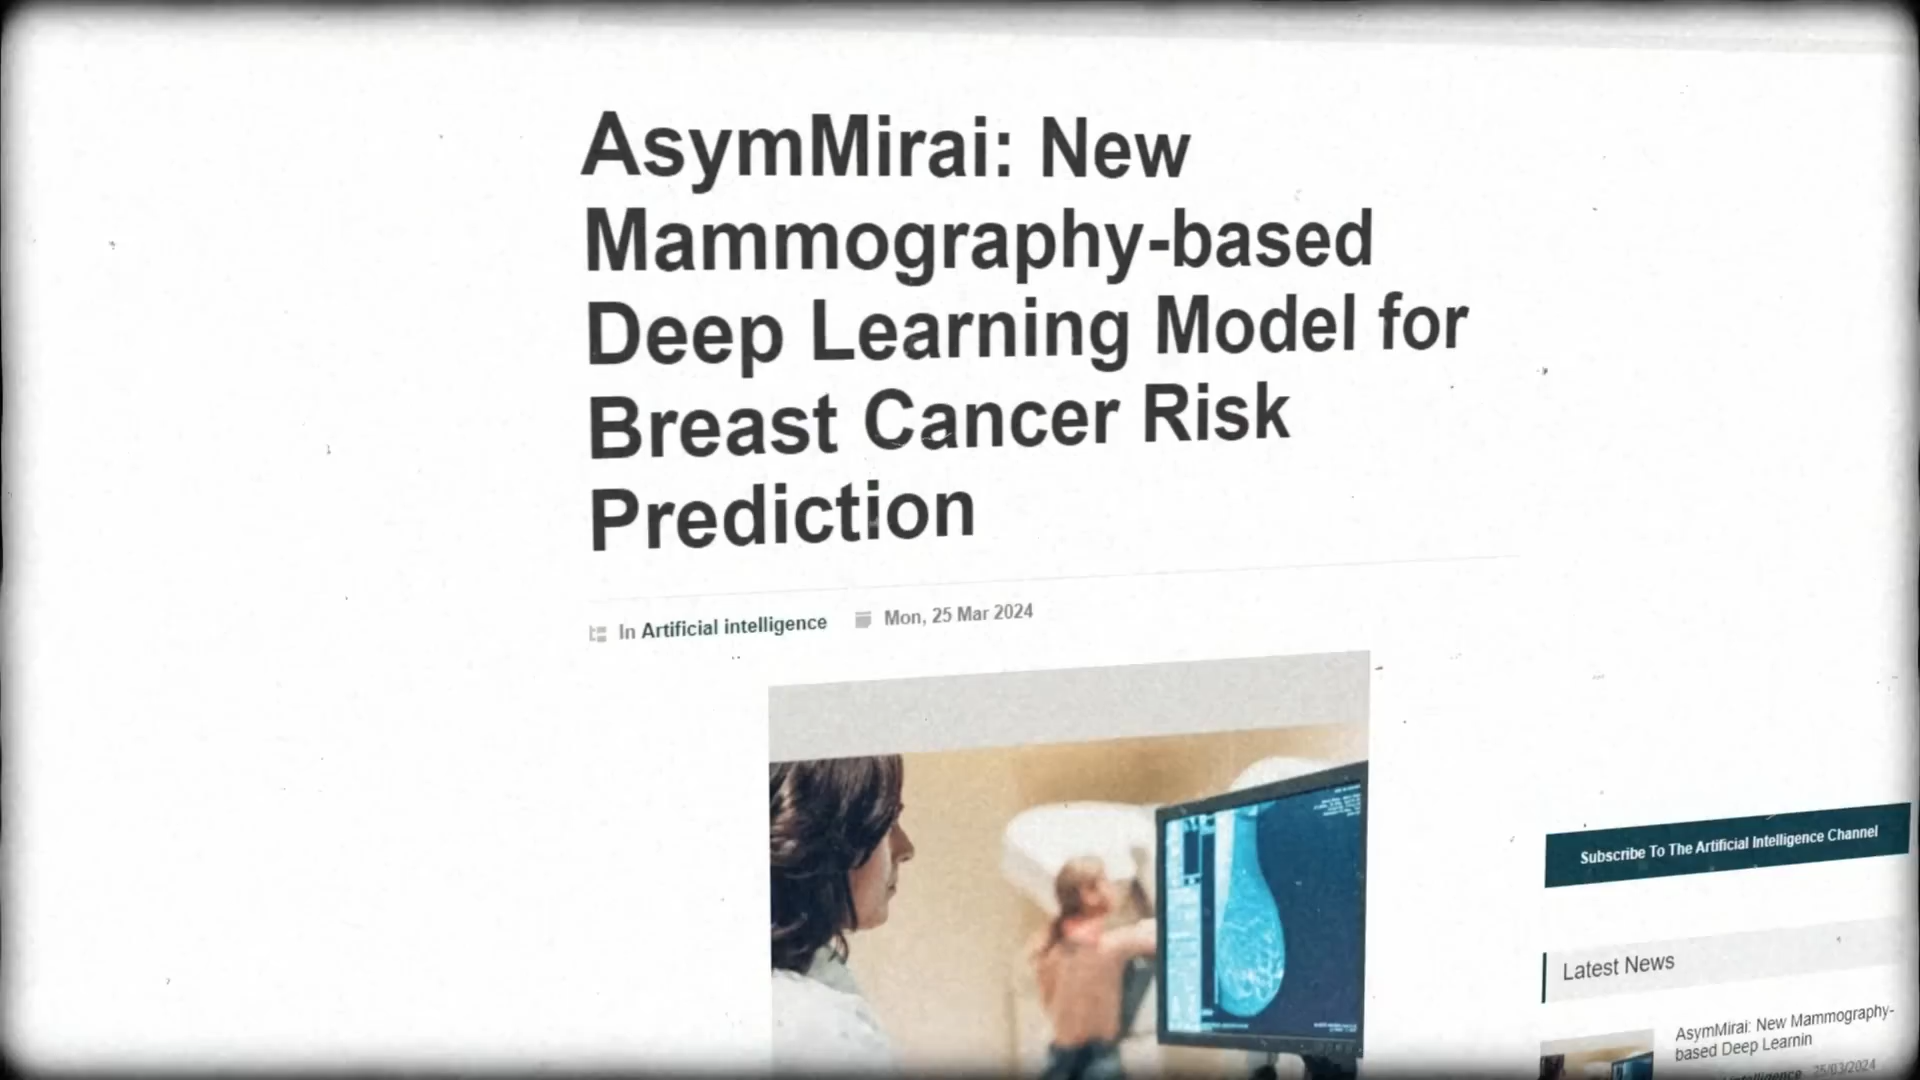 AsymMirai: New
Mammography-based
Deep Learning Model for
Breast Cancer Risk
Prediction
In Artificial intelligence Mon, 25 Mar 2024
Subscribe To The Artificial Intelligence Channel
Latest News
AsymMirai: New Mammography-
based Deep Learnin
25/03/2024